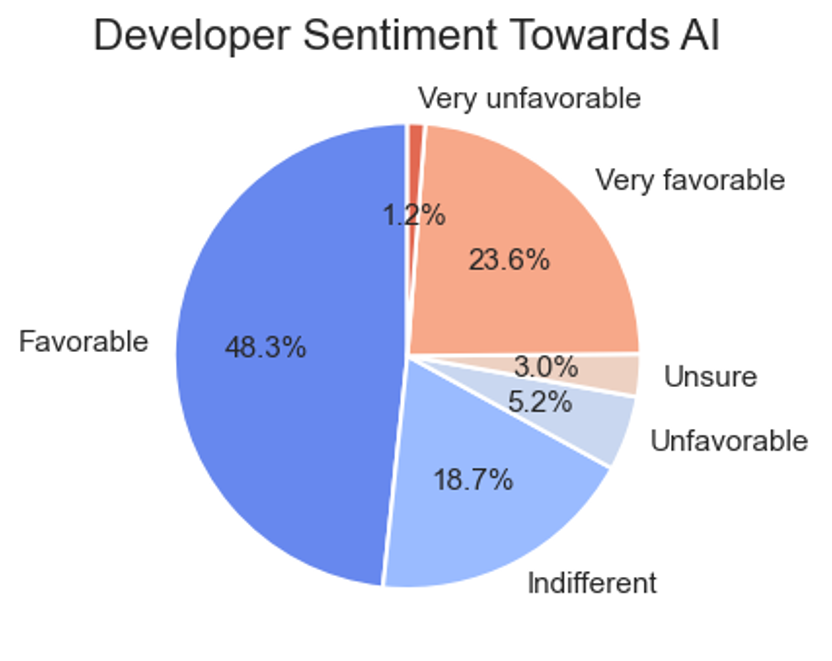 Developer Sentiment Towards AI
Very unfavorable
Very favorable
1.2%
23.6%
Favorable
48.3%
3.0%
Unsure
5.2%
Unfavorable
18.7%
Indifferent